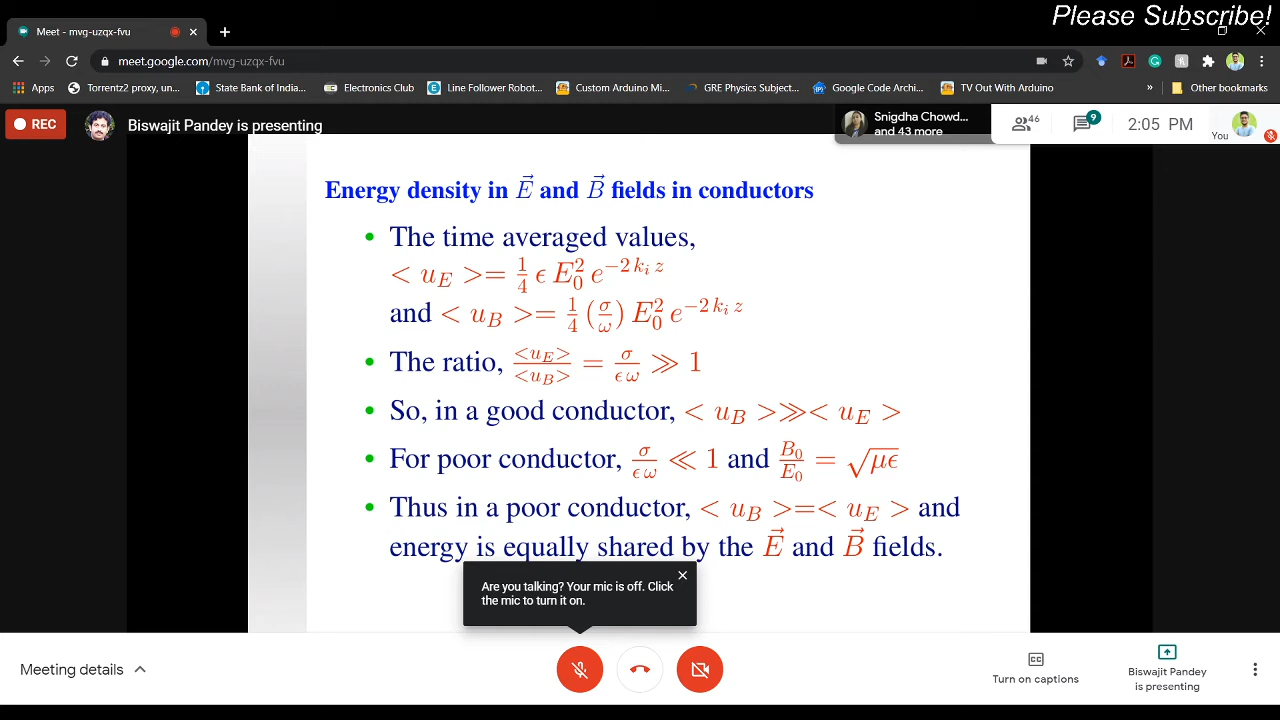 Please Subscribe!
Meet - mvg-uzqx-fvu
meet.google.com/mvg-uzqx-fvu
Apps Torrentz2 proxy, un... State Bank of India... Electronics Club Line Follower Robot... Custom Arduino Mi... GRE Physics Subject... Google Code Archi... TV Out With Arduino » Other bookmarks
REC Biswajit Pandey is presenting
Snigdha Chowd...
and 43 more
46 9 2:05 PM You
Energy density in E⃗ and B⃗ fields in conductors
• The time averaged values,
< u_E >= 1/4 ϵ E_0^2 e^{−2 k_i z}
and < u_B >= 1/4 (σ/ω) E_0^2 e^{−2 k_i z}
• The ratio, <u_E>/<u_B> = σ/(ϵ ω) ≫ 1
• So, in a good conductor, < u_B >≫< u_E >
• For poor conductor, σ/(ϵ ω) ≪ 1 and B_0/E_0 = √(μϵ)
• Thus in a poor conductor, < u_B >=< u_E > and
energy is equally shared by the E⃗ and B⃗ fields.
Are you talking? Your mic is off. Click
the mic to turn it on.
Meeting details
Turn on captions
Biswajit Pandey
is presenting